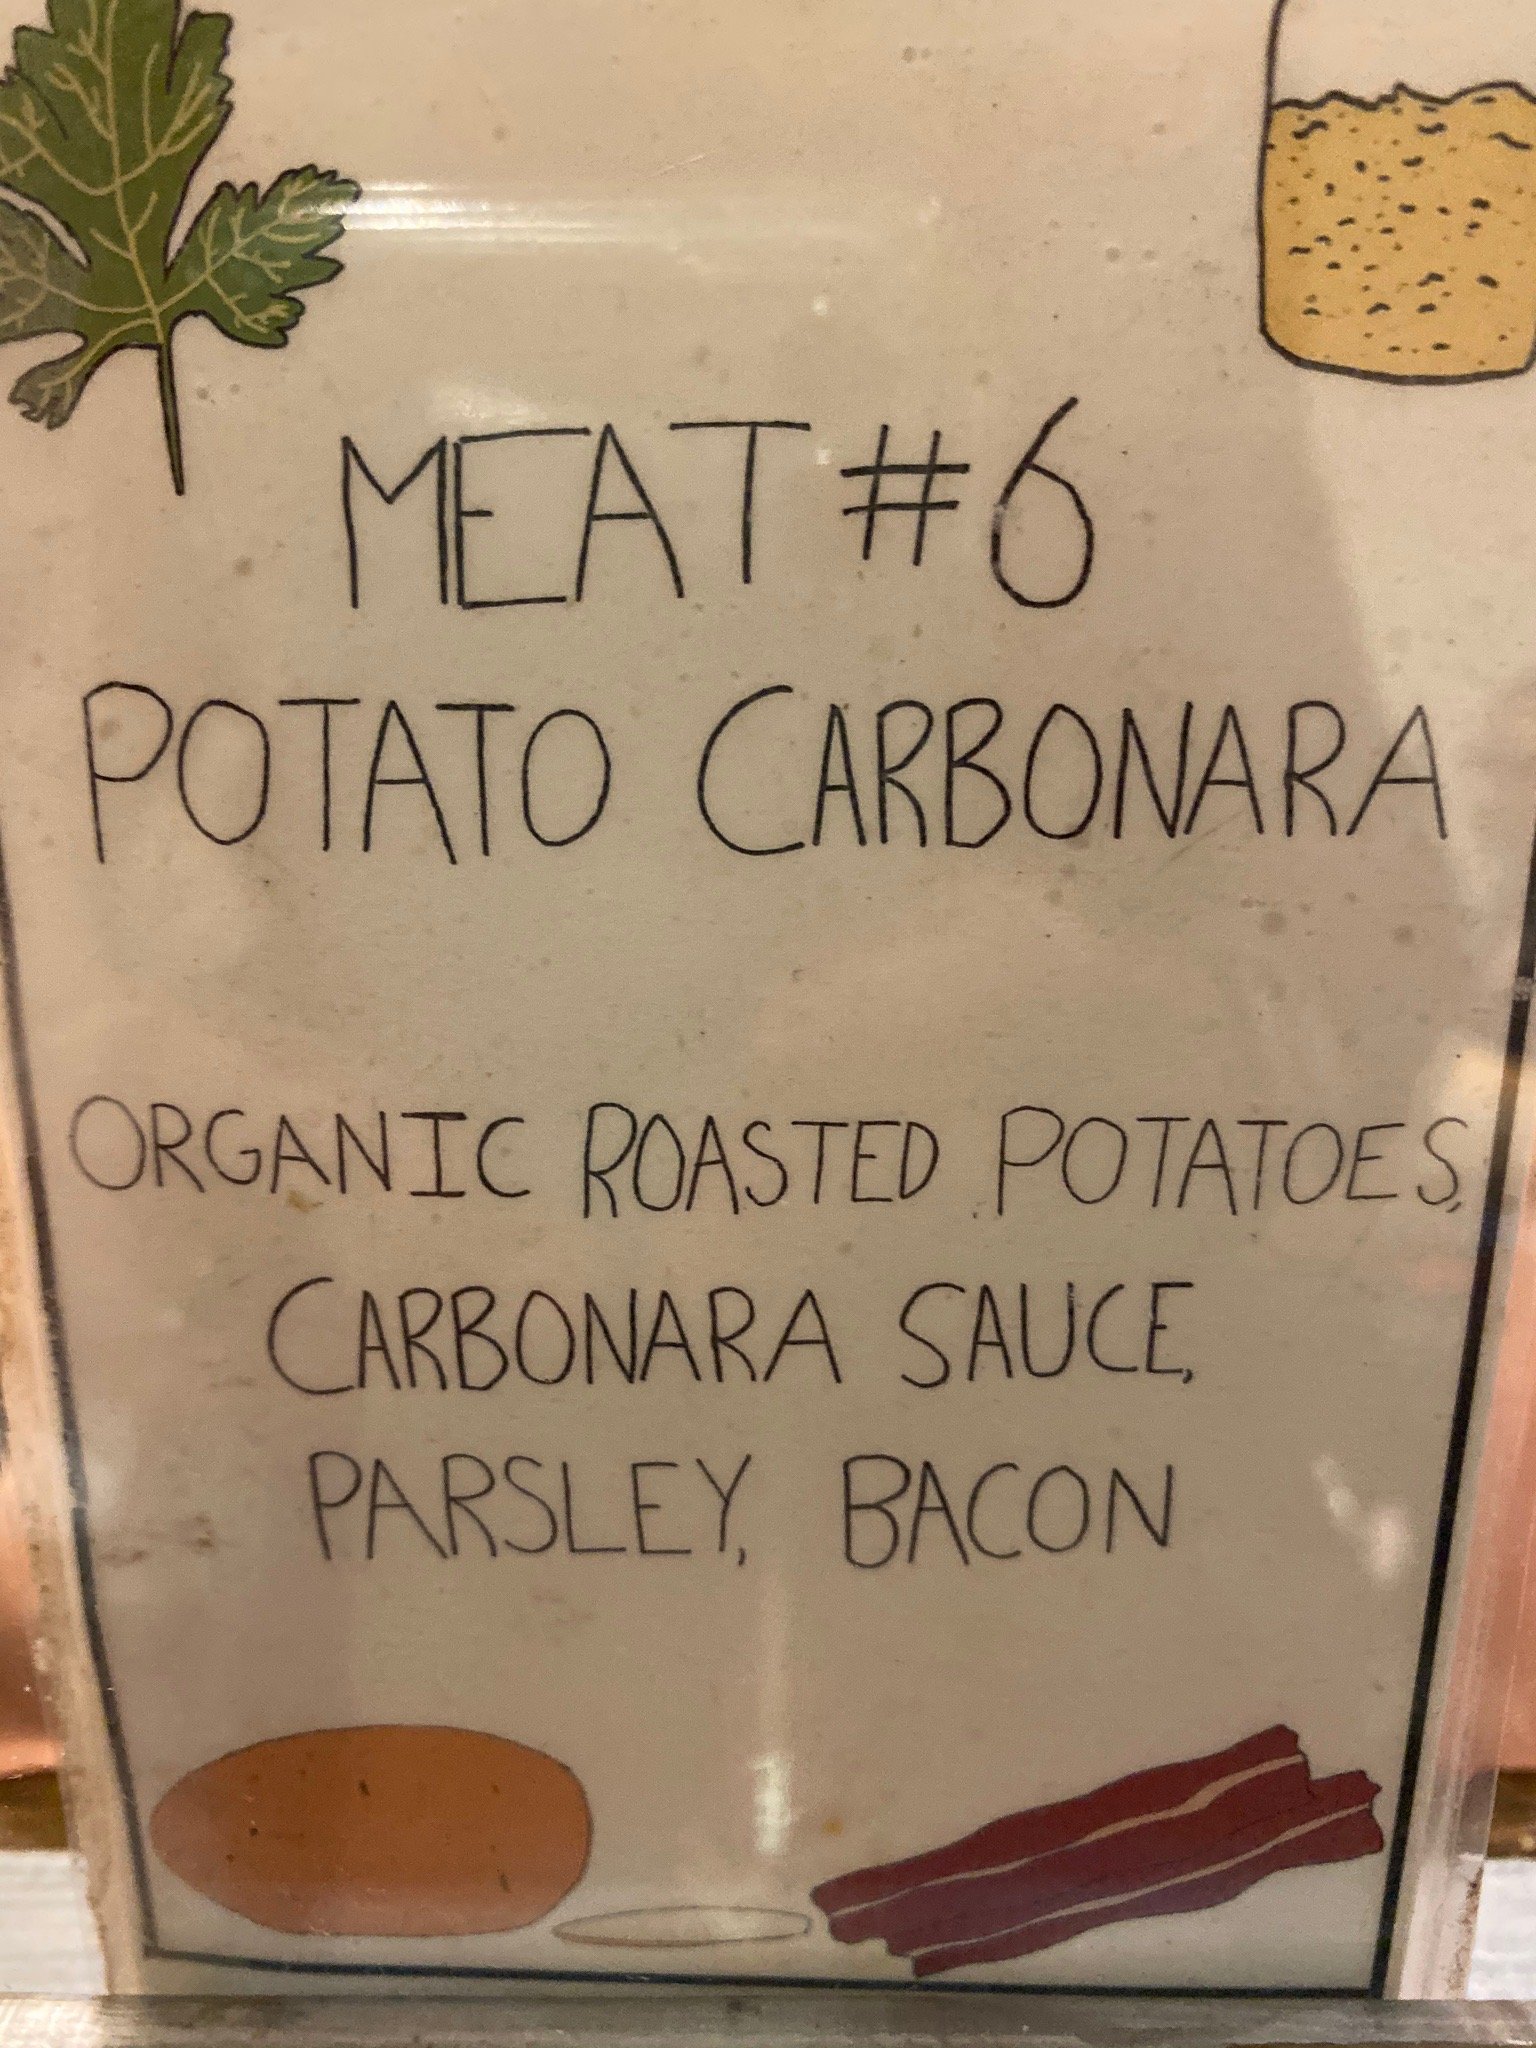 MEAT #6
POTATO CARBONARA
ORGANIC ROASTED POTATOES,
CARBONARA SAUCE,
PARSLEY, BACON